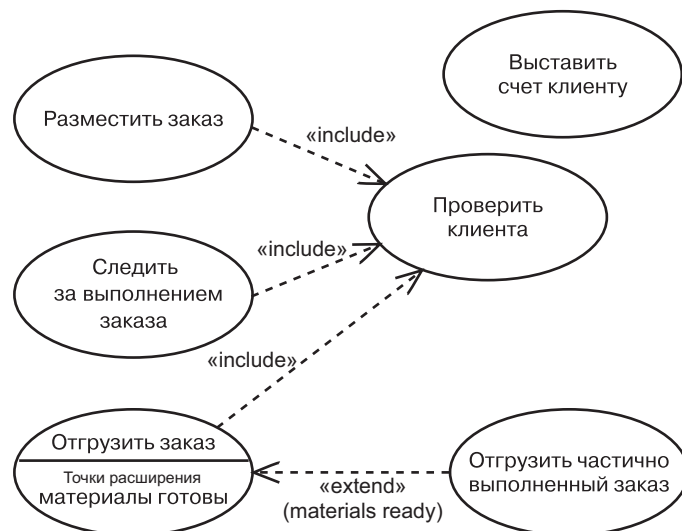 Выставить
счет клиенту
Разместить заказ
«include»
Проверить
клиента
«include»
Следить
за выполнением
заказа
«include»
Отгрузить заказ
Точки расширения
материалы готовы
«extend»
(materials ready)
Отгрузить частично
выполненный заказ